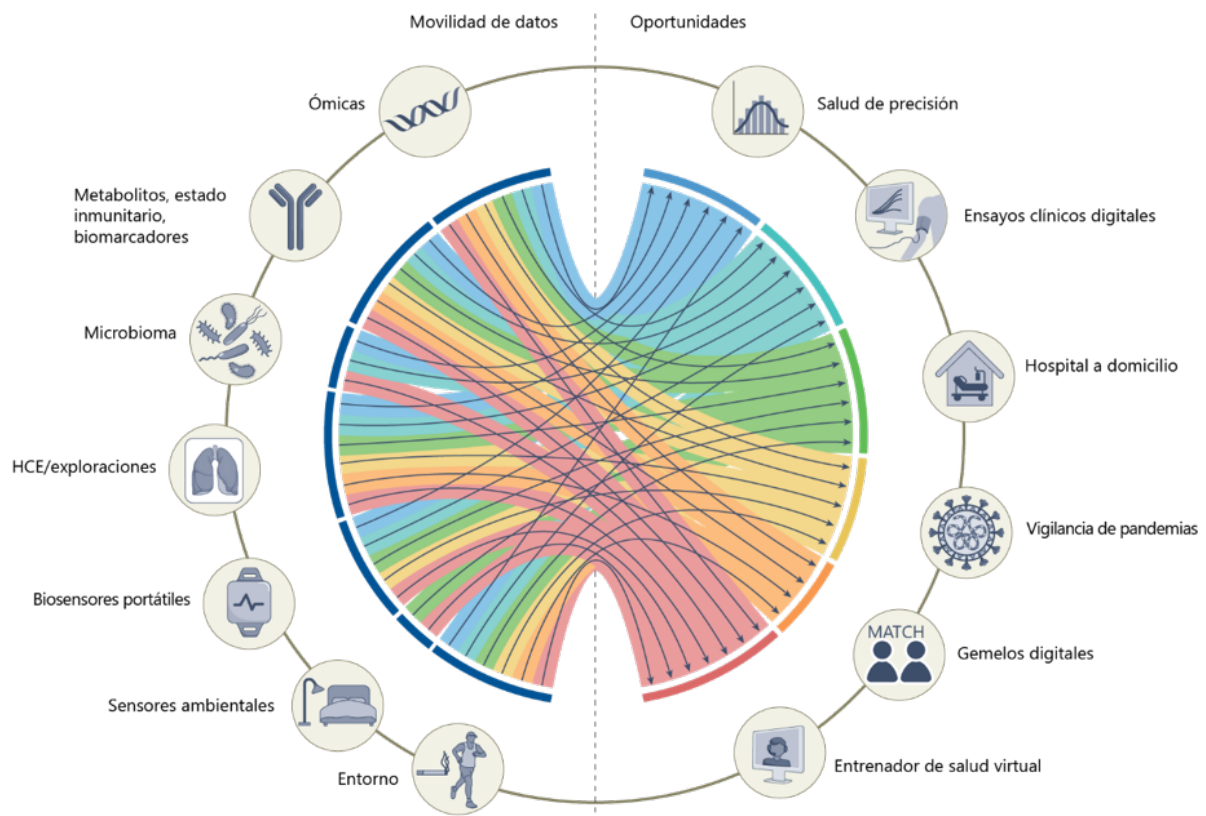 Movilidad de datos
Oportunidades
Ómicas
Metabolitos, estado
inmunitario,
biomarcadores
Microbioma
HCE/exploraciones
Biosensores portátiles
Sensores ambientales
Entorno
Salud de precisión
Ensayos clínicos digitales
Hospital a domicilio
Vigilancia de pandemias
MATCH
Gemelos digitales
Entrenador de salud virtual